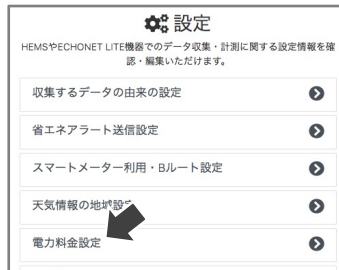 設定
HEMSやECHONET LITE機器でのデータ収集・計測に関する設定情報を確
認・編集いただけます。
収集するデータの由来の設定
省エネアラート送信設定
スマートメーター利用・Bルート設定
天気情報の地域設定
電力料金設定